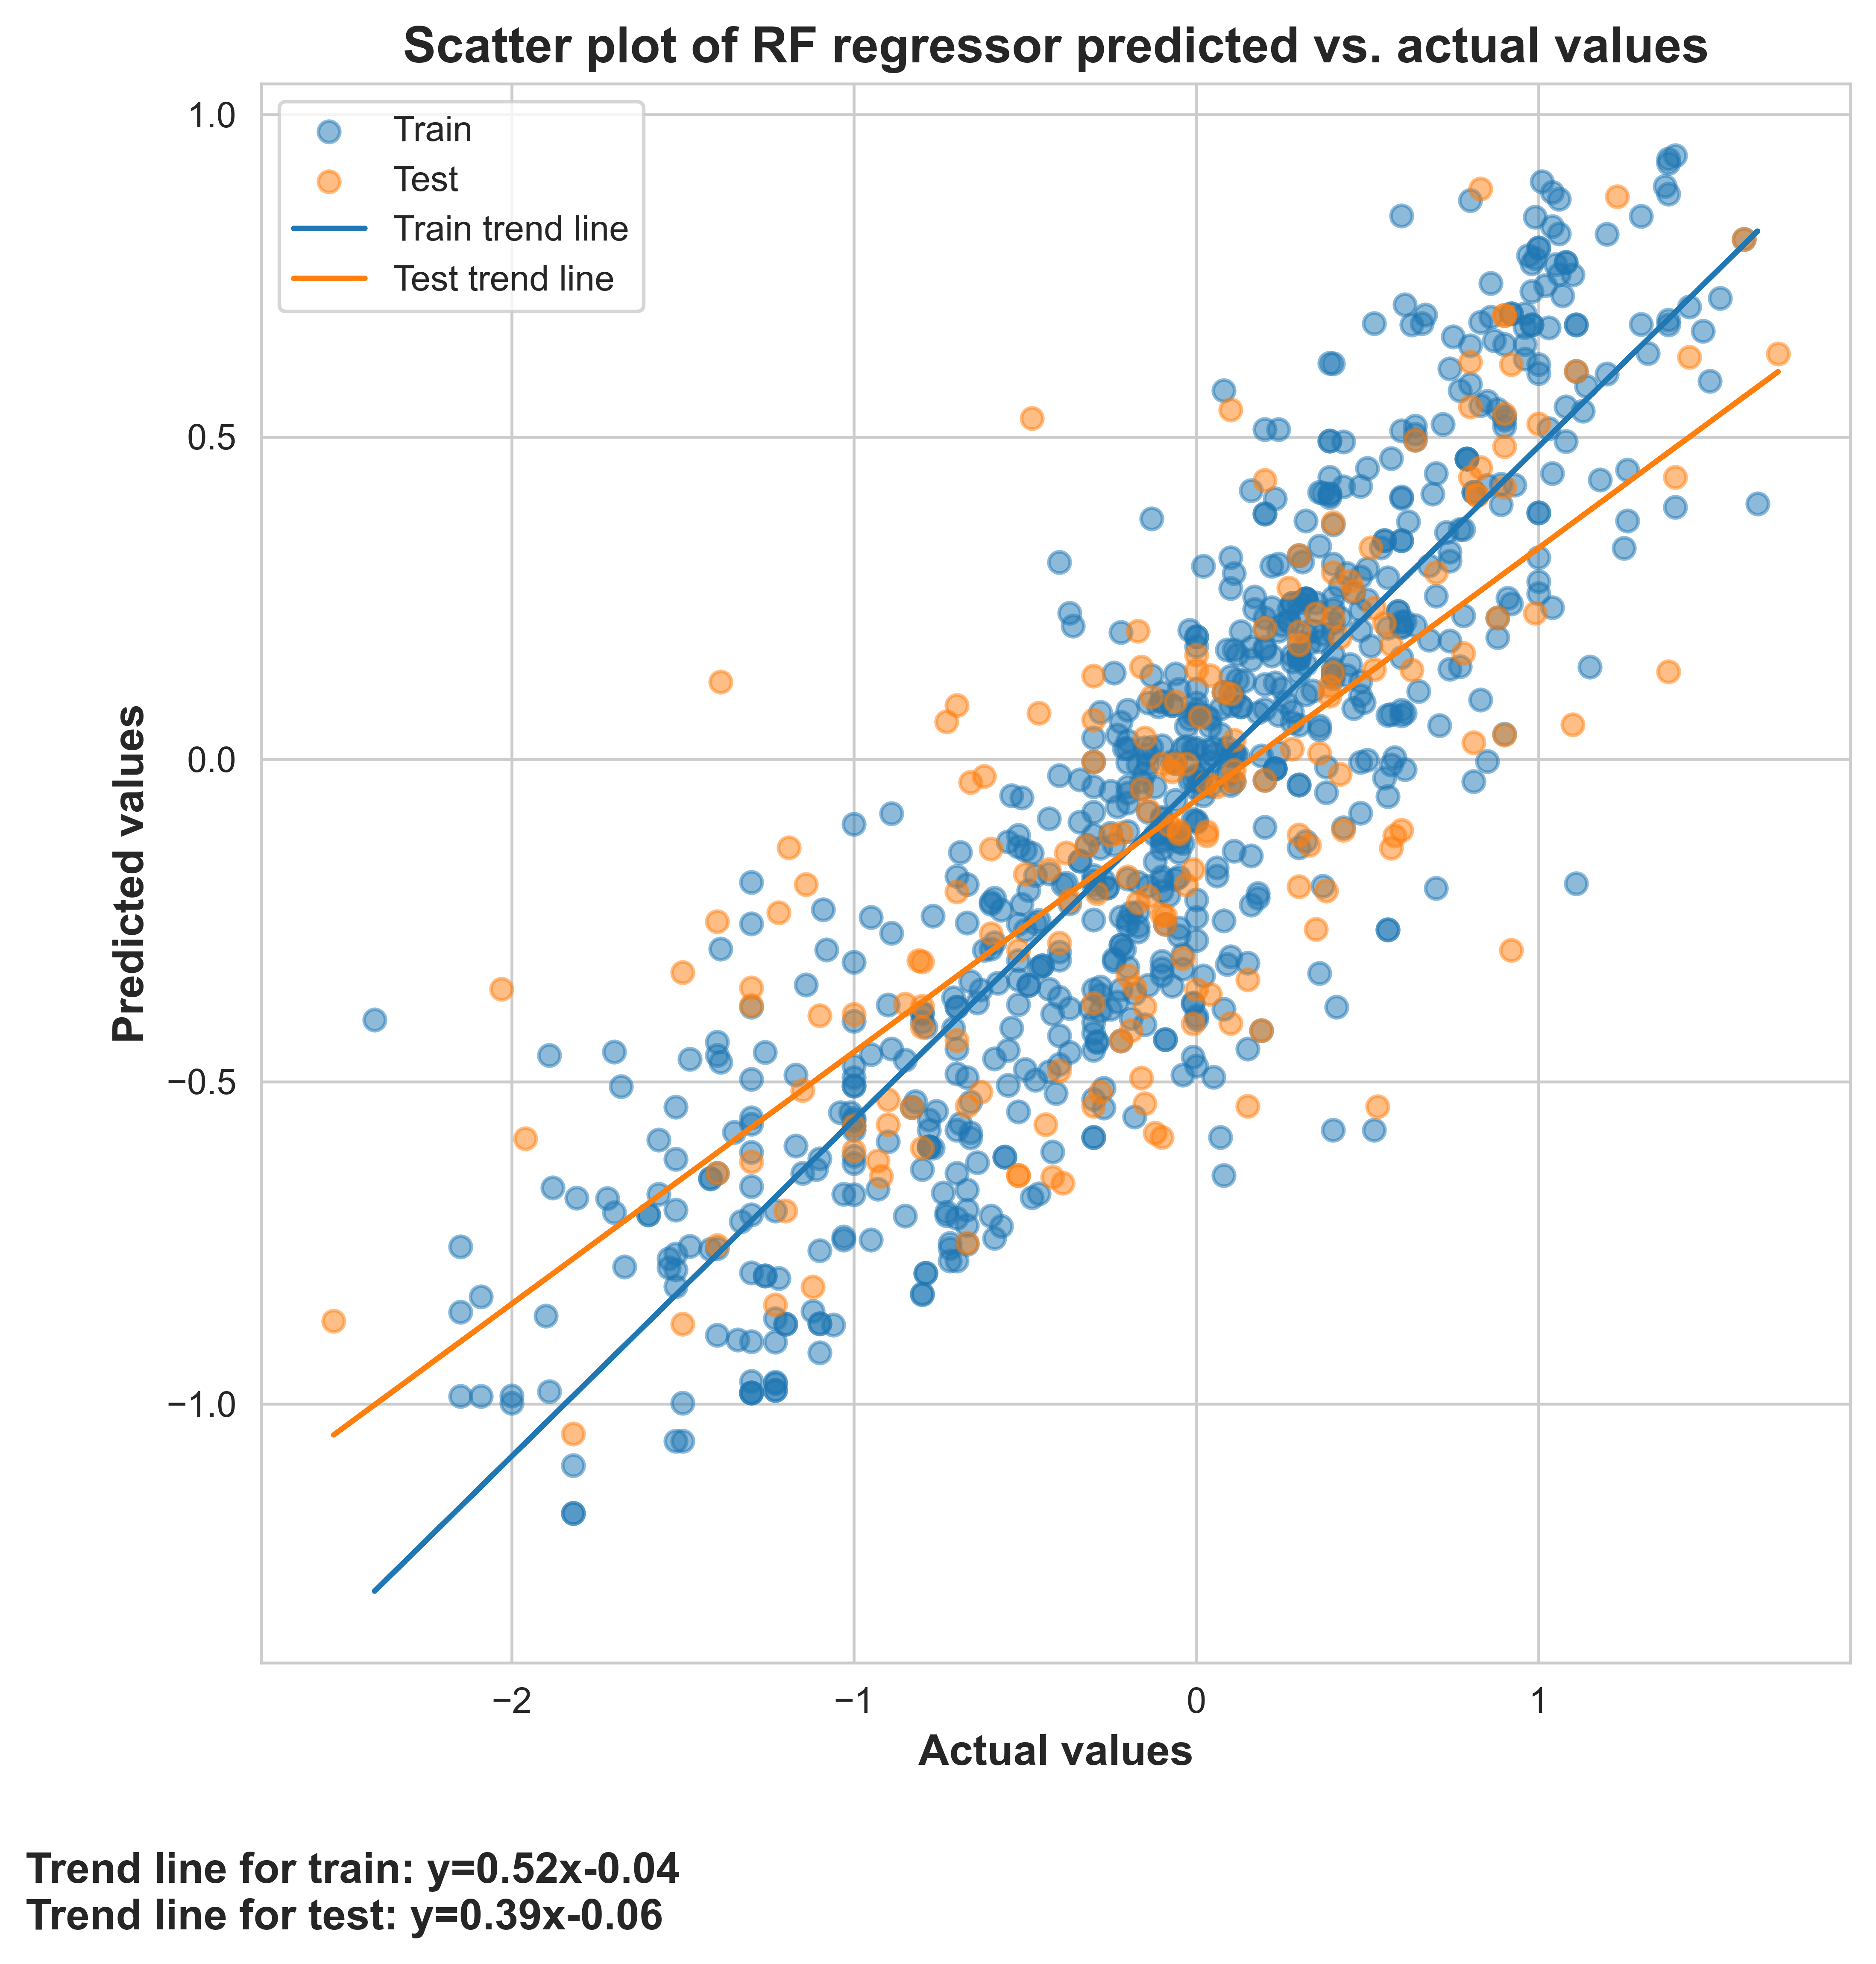 Scatter plot of RF regressor predicted vs. actual values
Train
Test
Train trend line
Test trend line
1.0
0.5
0.0
−0.5
−1.0
Predicted values
−2
−1
0
1
Actual values
Trend line for train: y=0.52x-0.04
Trend line for test: y=0.39x-0.06